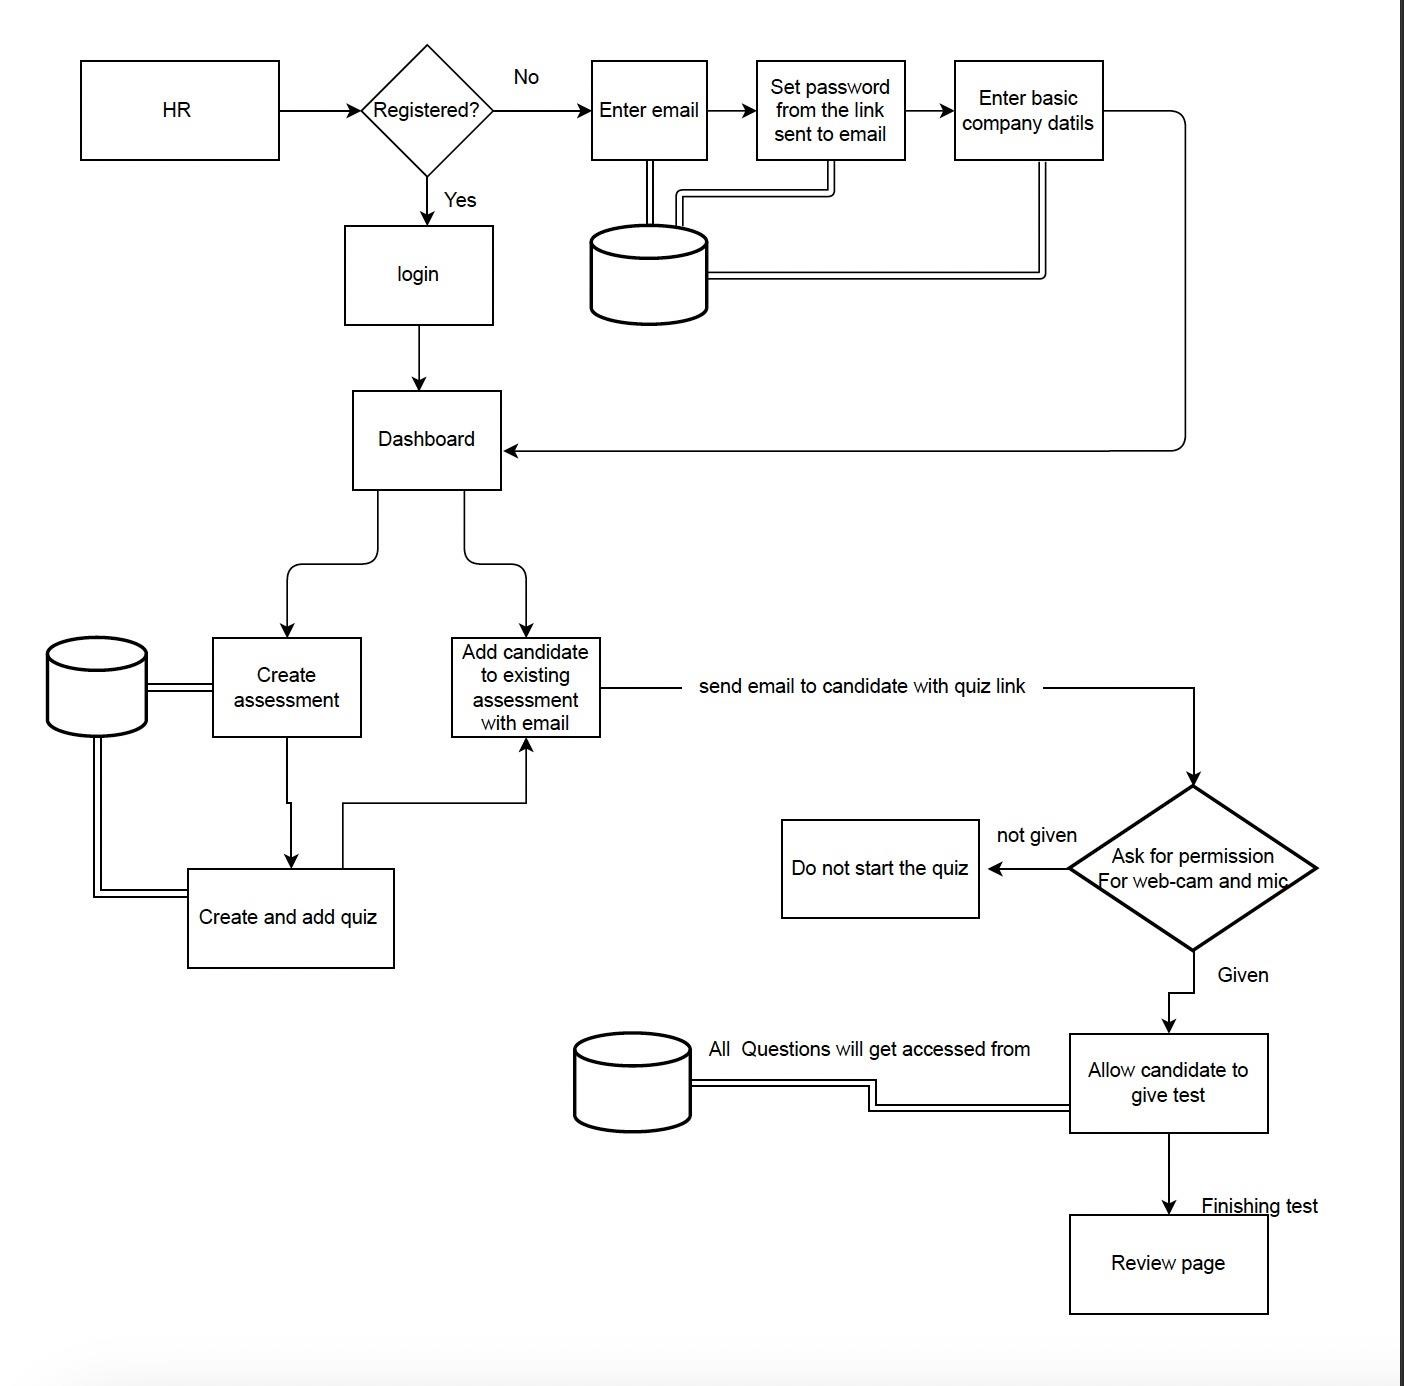 HR
Registered?
No
Enter email
Set password
from the link
sent to email
Enter basic
company datils
Yes
login
Dashboard
Create
assessment
Add candidate
to existing
assessment
with email
send email to candidate with quiz link
Do not start the quiz
not given
Ask for permission
For web-cam and mic
Create and add quiz
Given
All  Questions will get accessed from
Allow candidate to
give test
Finishing test
Review page